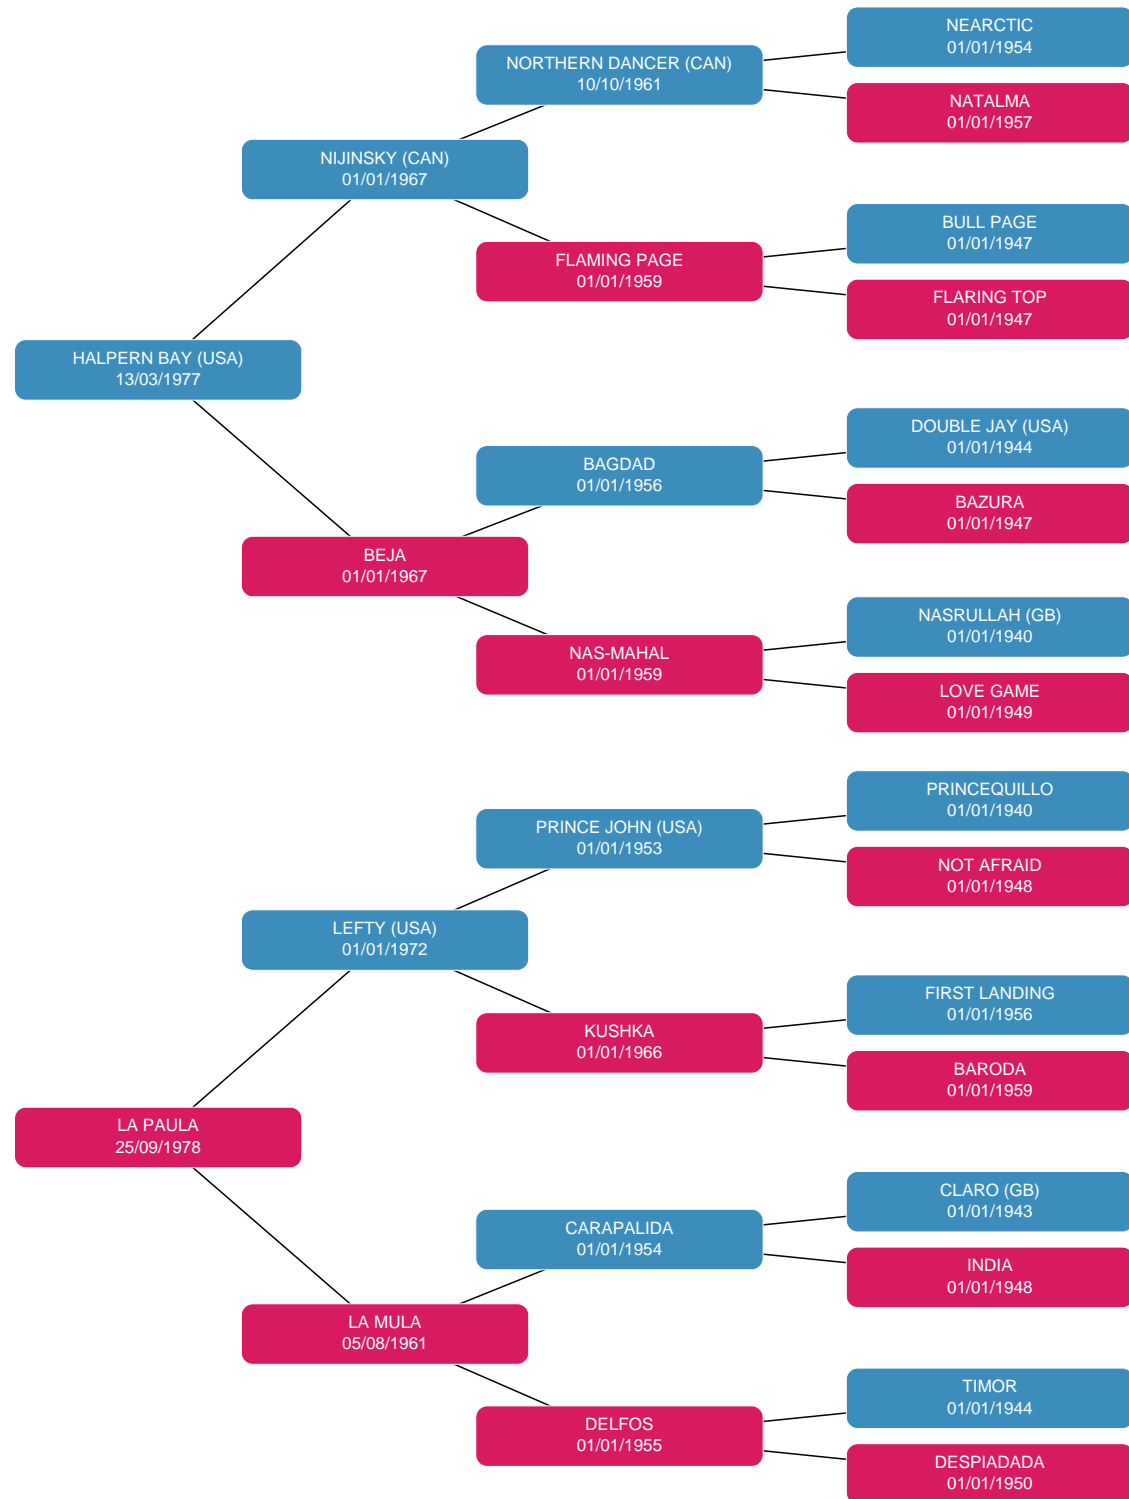 NEARCTIC
01/01/1954
NORTHERN DANCER (CAN)
10/10/1961
NATALMA
01/01/1957
NIJINSKY (CAN)
01/01/1967
BULL PAGE
01/01/1947
FLAMING PAGE
01/01/1959
FLARING TOP
01/01/1947
HALPERN BAY (USA)
13/03/1977
DOUBLE JAY (USA)
01/01/1944
BAGDAD
01/01/1956
BAZURA
01/01/1947
BEJA
01/01/1967
NASRULLAH (GB)
01/01/1940
NAS-MAHAL
01/01/1959
LOVE GAME
01/01/1949
PRINCEQUILLO
01/01/1940
PRINCE JOHN (USA)
01/01/1953
NOT AFRAID
01/01/1948
LEFTY (USA)
01/01/1972
FIRST LANDING
01/01/1956
KUSHKA
01/01/1966
BARODA
01/01/1959
LA PAULA
25/09/1978
CLARO (GB)
01/01/1943
CARAPALIDA
01/01/1954
INDIA
01/01/1948
LA MULA
05/08/1961
TIMOR
01/01/1944
DELFOS
01/01/1955
DESPIADADA
01/01/1950